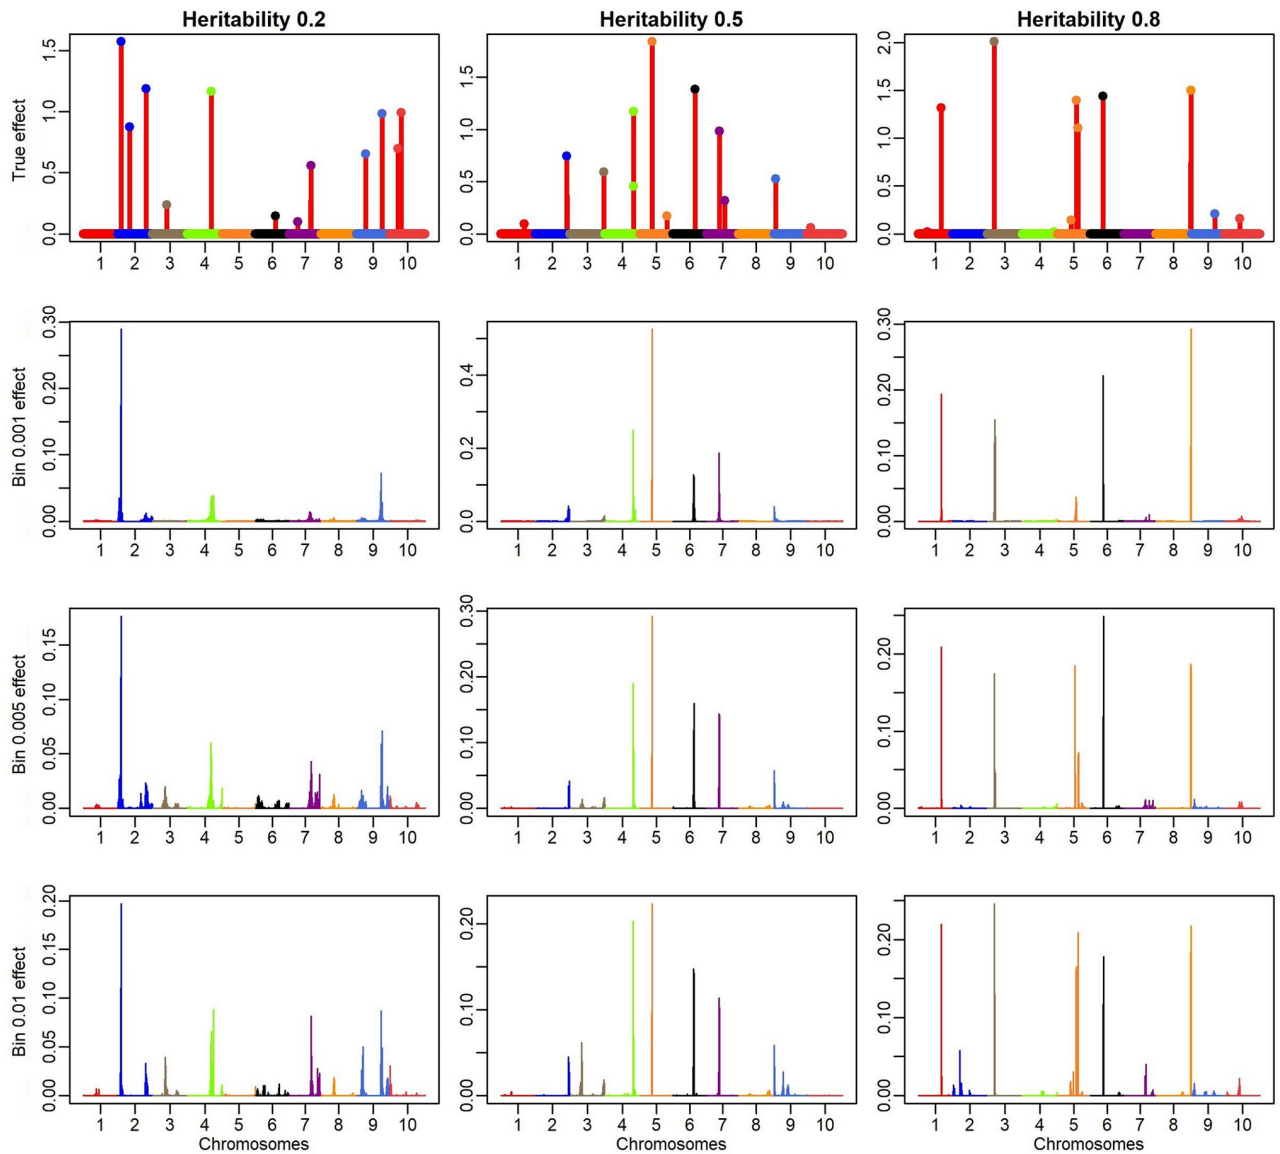 Heritability 0.2 Heritability 0.5 Heritability 0.8
True effect
0.0 0.5 1.0 1.5
1 2 3 4 5 6 7 8 9 10
0.0 0.5 1.0 1.5
1 2 3 4 5 6 7 8 9 10
0.0 0.5 1.0 1.5 2.0
1 2 3 4 5 6 7 8 9 10
Bin 0.001 effect
0.00 0.10 0.20 0.30
1 2 3 4 5 6 7 8 9 10
0.0 0.2 0.4
1 2 3 4 5 6 7 8 9 10
0.00 0.10 0.20 0.30
1 2 3 4 5 6 7 8 9 10
Bin 0.005 effect
0.00 0.05 0.10 0.15
1 2 3 4 5 6 7 8 9 10
0.00 0.10 0.20 0.30
1 2 3 4 5 6 7 8 9 10
0.00 0.10 0.20
1 2 3 4 5 6 7 8 9 10
Bin 0.01 effect
0.00 0.05 0.10 0.15 0.20
1 2 3 4 5 6 7 8 9 10
0.00 0.10 0.20
1 2 3 4 5 6 7 8 9 10
0.00 0.10 0.20
1 2 3 4 5 6 7 8 9 10
Chromosomes Chromosomes Chromosomes